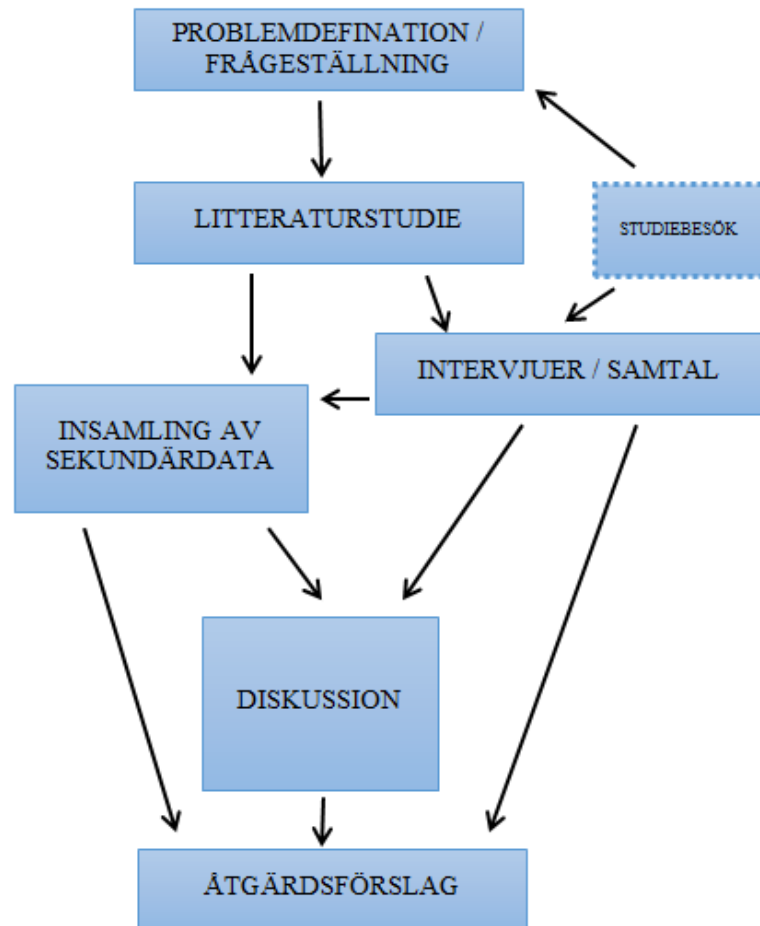 PROBLEMDEFINATION /
FRÅGESTÄLLNING
LITTERATURSTUDIE
STUDIEBESÖK
INTERVJUER / SAMTAL
INSAMLING AV
SEKUNDÄRDATA
DISKUSSION
ÅTGÄRDSFÖRSLAG